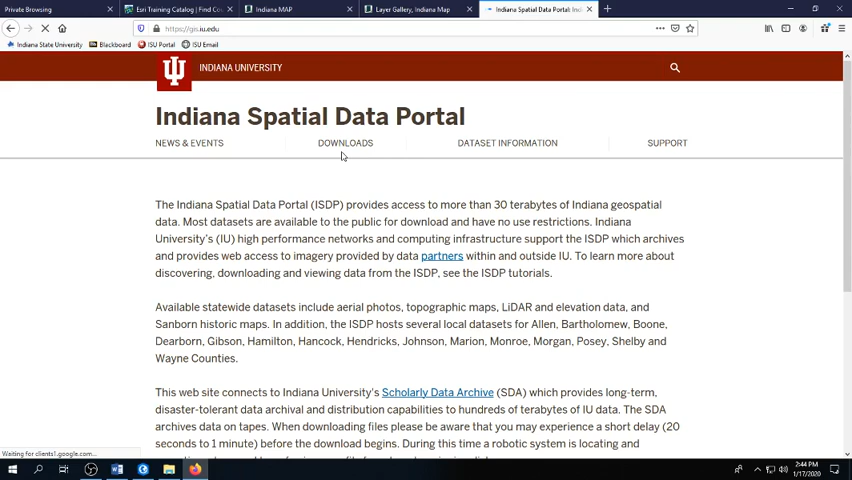 Private Browsing
Esri Training Catalog | Find Co
Indiana MAP
Layer Gallery, Indiana Map
Indiana Spatial Data Portal: Ind
https://gis.iu.edu
Indiana State University
Blackboard
ISU Portal
ISU Email
INDIANA UNIVERSITY
Indiana Spatial Data Portal
NEWS & EVENTS
DOWNLOADS
DATASET INFORMATION
SUPPORT
The Indiana Spatial Data Portal (ISDP) provides access to more than 30 terabytes of Indiana geospatial
data. Most datasets are available to the public for download and have no use restrictions. Indiana
University's (IU) high performance networks and computing infrastructure support the ISDP which archives
and provides web access to imagery provided by data partners within and outside IU. To learn more about
discovering, downloading and viewing data from the ISDP, see the ISDP tutorials.
Available statewide datasets include aerial photos, topographic maps, LiDAR and elevation data, and
Sanborn historic maps. In addition, the ISDP hosts several local datasets for Allen, Bartholomew, Boone,
Dearborn, Gibson, Hamilton, Hancock, Hendricks, Johnson, Marion, Monroe, Morgan, Posey, Shelby and
Wayne Counties.
This web site connects to Indiana University's Scholarly Data Archive (SDA) which provides long-term,
disaster-tolerant data archival and distribution capabilities to hundreds of terabytes of IU data. The SDA
archives data on tapes. When downloading files please be aware that you may experience a short delay (20
seconds to 1 minute) before the download begins. During this time a robotic system is locating and
Waiting for clients1.google.com...
2:44 PM
1/17/2020